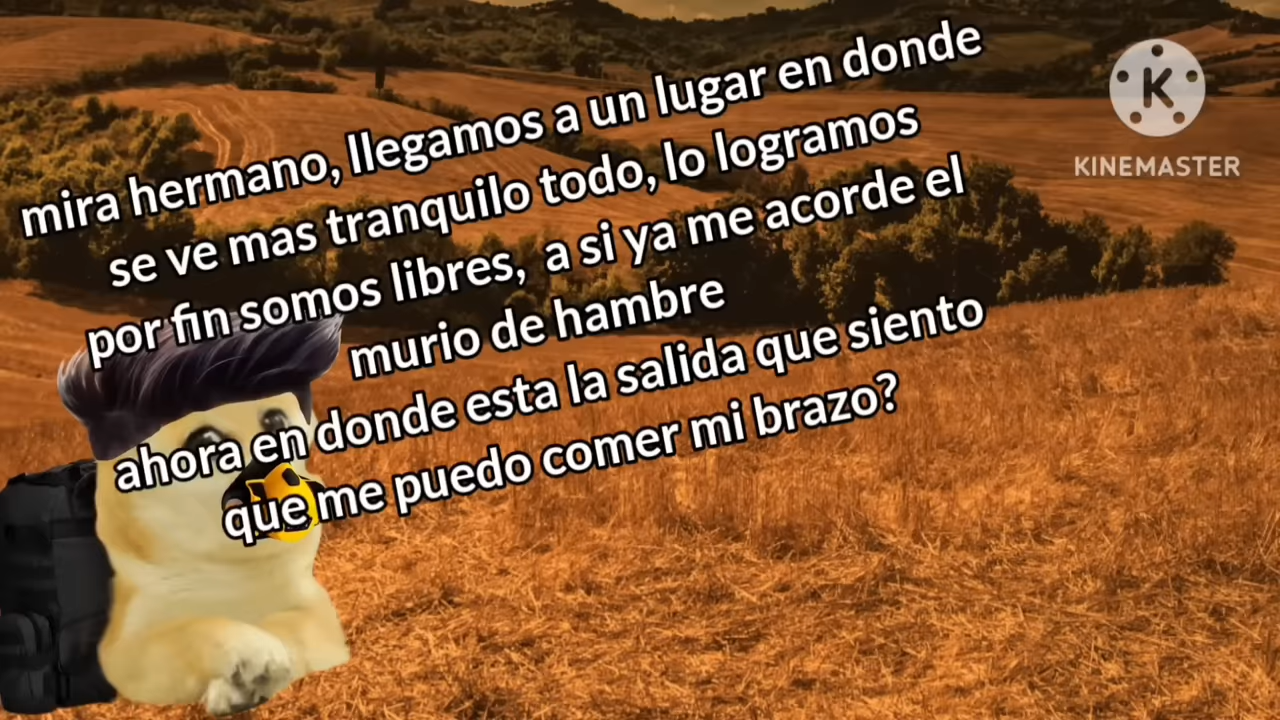 mira hermano, llegamos a un lugar en donde
se ve mas tranquilo todo, lo logramos
por fin somos libres, a si ya me acorde el
murio de hambre
ahora en donde esta la salida que siento
que me puedo comer mi brazo?
K
KINEMASTER